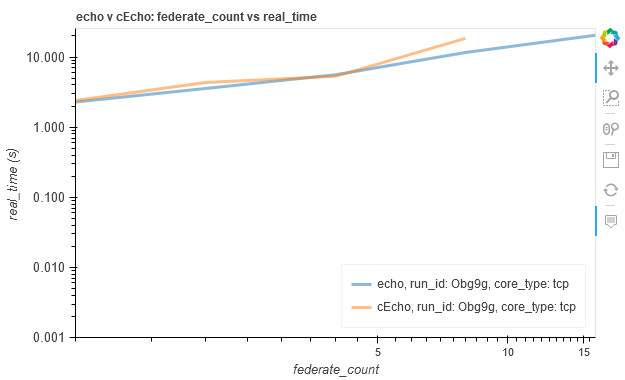 echo v cEcho: federate_count vs real_time
10.000
1.000
0.100
0.010
0.001
real_time (s)
echo, run_id: Obg9g, core_type: tcp
cEcho, run_id: Obg9g, core_type: tcp
5
10
15
federate_count